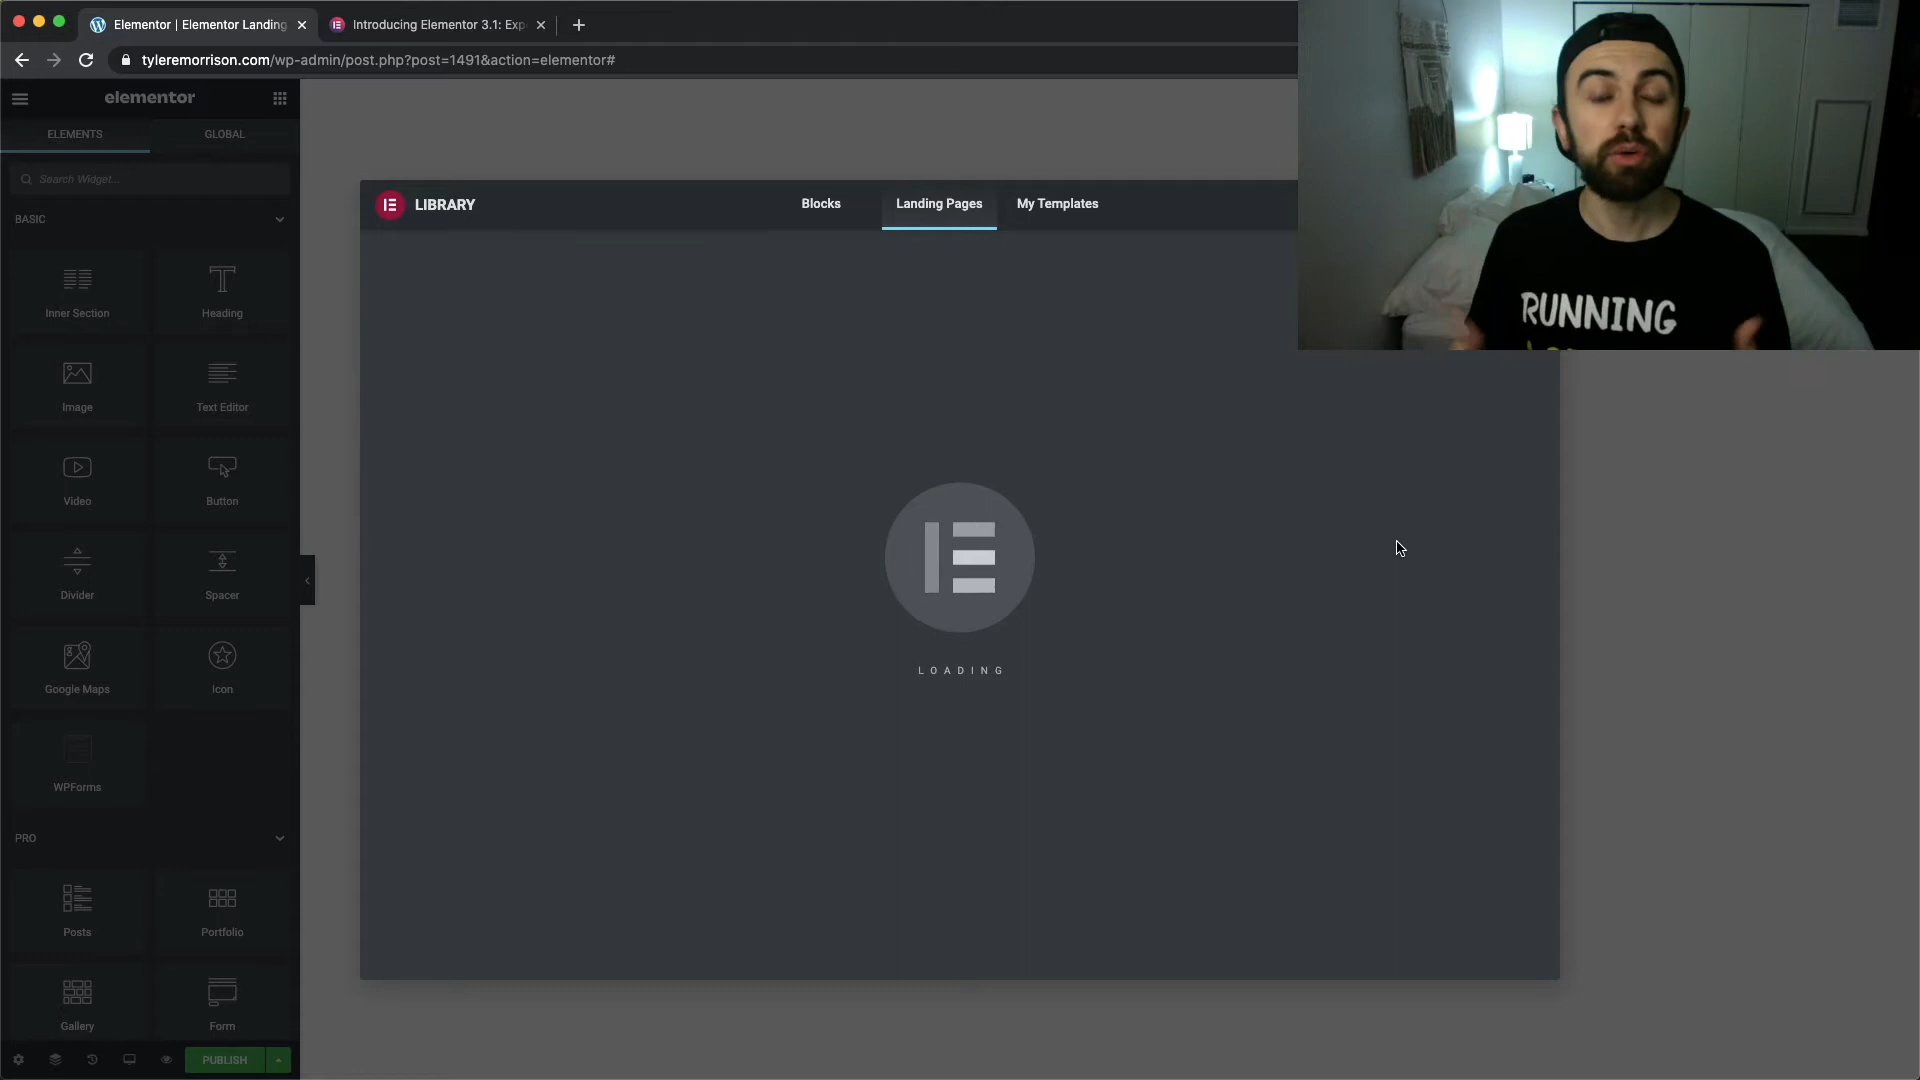 Elementor | Elementor Landing
Introducing Elementor 3.1: Exp
tyleremorrison.com/wp-admin/post.php?post=1491&action=elementor#
elementor
ELEMENTS
GLOBAL
Search Widget...
BASIC
Inner Section
Heading
Image
Text Editor
Video
Button
Divider
Spacer
Google Maps
Icon
WPForms
PRO
Posts
Portfolio
Gallery
Form
PUBLISH
LIBRARY
Blocks
Landing Pages
My Templates
LOADING
RUNNING